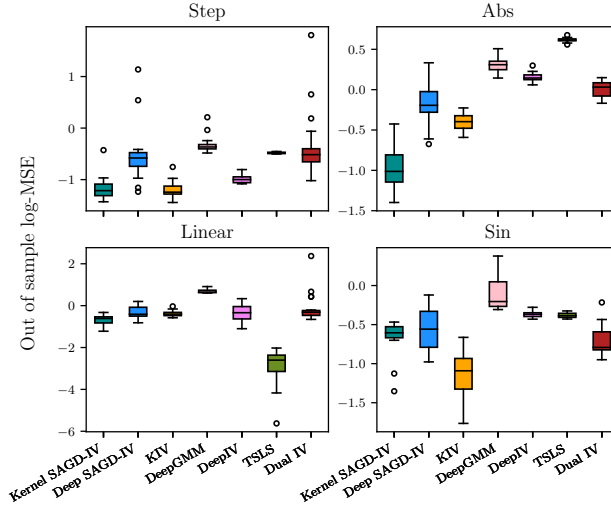 Step
Abs
Out of sample log-MSE
1
0
−1
0.5
0.0
−0.5
−1.0
−1.5
Linear
Sin
2
0
−2
−4
−6
0.0
−0.5
−1.0
−1.5
Kernel SAGD-IV
Deep SAGD-IV
KIV
DeepGMM
DeepIV
TSLS
Dual IV
Kernel SAGD-IV
Deep SAGD-IV
KIV
DeepGMM
DeepIV
TSLS
Dual IV